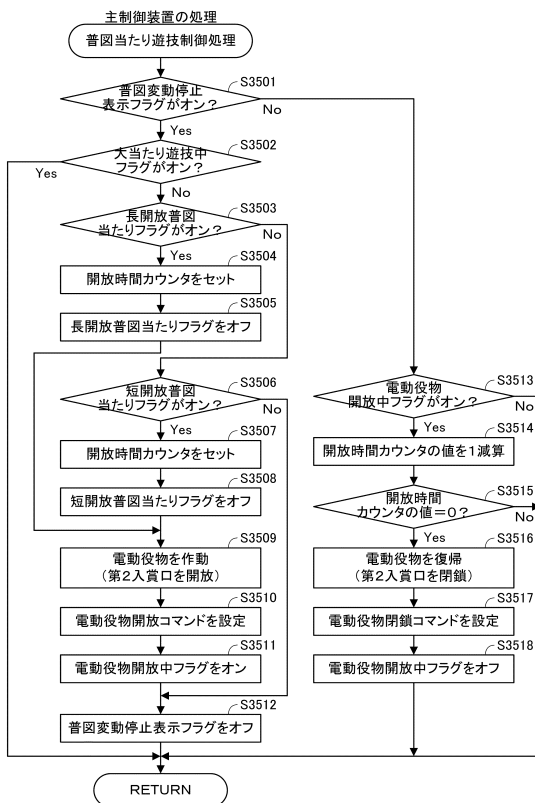 主制御装置の処理
普図当たり遊技制御処理
S3501
普図変動停止
表示フラグがオン？
No
Yes
S3502
大当たり遊技中
フラグがオン？
Yes
No
S3503
長開放普図
当たりフラグがオン？
No
Yes
S3504
開放時間カウンタをセット
S3505
長開放普図当たりフラグをオフ
S3506
短開放普図
当たりフラグがオン？
No
Yes
S3507
開放時間カウンタをセット
S3508
短開放普図当たりフラグをオフ
S3509
電動役物を作動
（第２入賞口を開放）
S3510
電動役物開放コマンドを設定
S3511
電動役物開放中フラグをオン
S3512
普図変動停止表示フラグをオフ
RETURN
S3513
電動役物
開放中フラグがオン？
No
Yes
S3514
開放時間カウンタの値を１減算
S3515
開放時間
カウンタの値＝０？
No
Yes
S3516
電動役物を復帰
（第２入賞口を閉鎖）
S3517
電動役物閉鎖コマンドを設定
S3518
電動役物開放中フラグをオフ